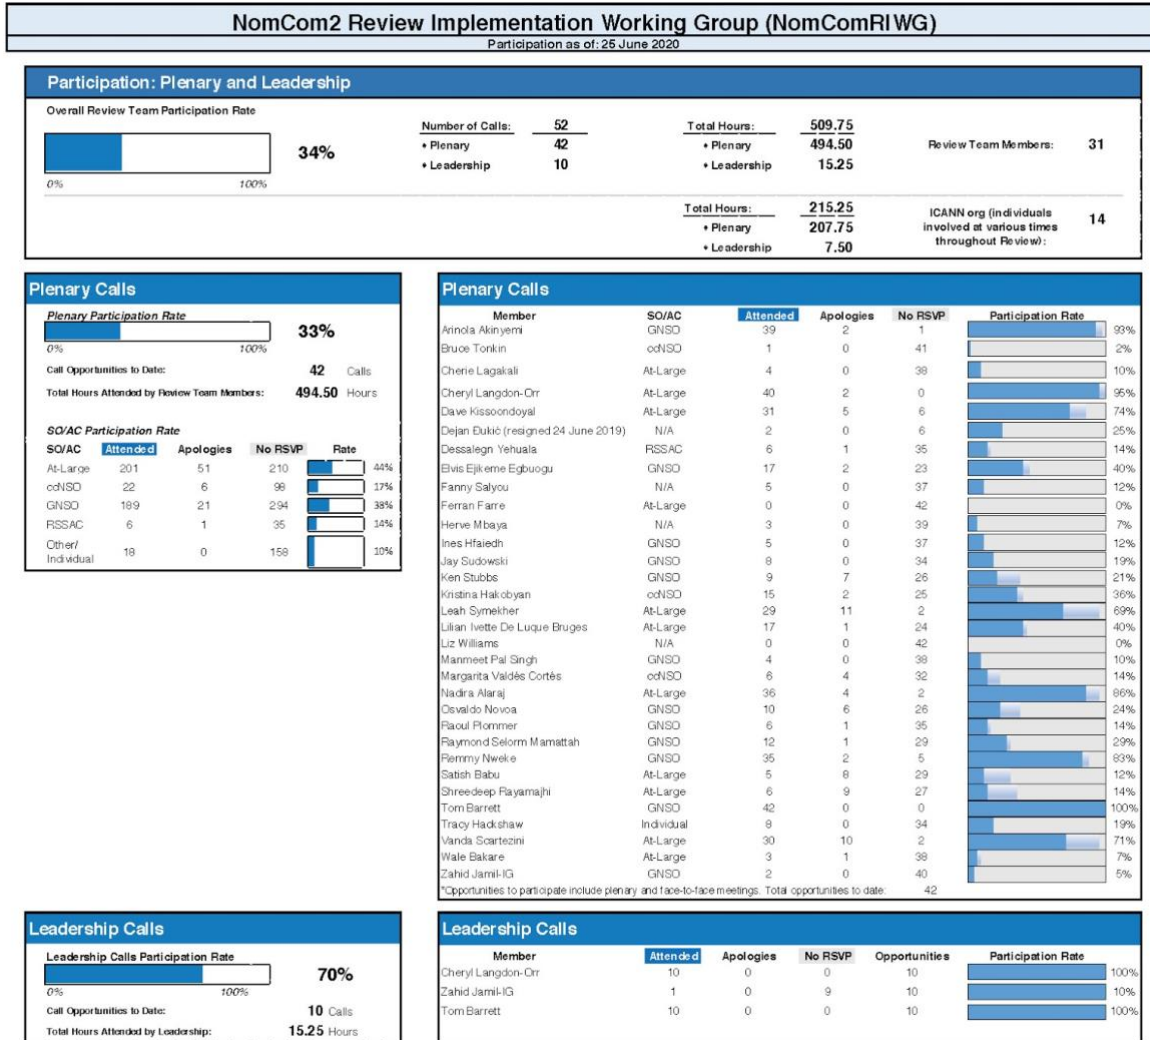 NomCom2 Review Implementation Working Group (NomComRIWG)
Participation as of: 25 June 2020
Participation: Plenary and Leadership
Overall Review Team Participation Rate
34%
0% 100%
Number of Calls: 52
• Plenary 42
• Leadership 10
Total Hours: 509.75
• Plenary 494.50
• Leadership 15.25
Review Team Members: 31
Total Hours: 215.25
• Plenary 207.75
• Leadership 7.50
ICANN org (individuals
involved at various times
throughout Review):
14
Plenary Calls
Plenary Participation Rate
33%
0% 100%
Call Opportunities to Date: 42 Calls
Total Hours Attended by Review Team Members: 494.50 Hours
SO/AC Participation Rate
SO/AC Attended Apologies No RSVP Rate
At-Large 201 51 210 44%
ccNSO 22 6 98 17%
GNSO 189 21 294 38%
RSSAC 6 1 35 14%
Other/
Individual 18 0 158 10%
Plenary Calls
Member SO/AC Attended Apologies No RSVP Participation Rate
Arinola Akinyemi GNSO 39 2 1 93%
Bruce Tonkin ccNSO 1 0 41 2%
Cherie Lagakali At-Large 4 0 38 10%
Cheryl Langdon-Orr At-Large 40 2 0 95%
Dave Kissoondoyal At-Large 31 5 6 74%
Dejan Đukić (resigned 24 June 2019) N/A 2 0 6 25%
Dessalegn Yehuala RSSAC 6 1 35 14%
Elvis Ejikeme Egbuogu GNSO 17 2 23 40%
Fanny Salyou N/A 5 0 37 12%
Ferran Farre At-Large 0 0 42 0%
Herve Mbaya N/A 3 0 39 7%
Ines Hfaiedh GNSO 5 0 37 12%
Jay Sudowski GNSO 8 0 34 19%
Ken Stubbs GNSO 9 7 26 21%
Kristina Hakobyan ccNSO 15 2 25 36%
Leah Symekher At-Large 29 11 2 69%
Lilian Ivette De Luque Bruges At-Large 17 1 24 40%
Liz Williams N/A 0 0 42 0%
Manmeet Pal Singh GNSO 4 0 38 10%
Margarita Valdés Cortés ccNSO 6 4 32 14%
Nadira Alaraj At-Large 36 4 2 86%
Osvaldo Novoa GNSO 10 6 26 24%
Raoul Plommer GNSO 6 1 35 14%
Raymond Selorm Mamattah GNSO 12 1 29 29%
Remmy Nweke GNSO 35 2 5 83%
Satish Babu At-Large 5 8 29 12%
Shreedeep Rayamajhi At-Large 6 9 27 14%
Tom Barrett GNSO 42 0 0 100%
Tracy Hackshaw Individual 8 0 34 19%
Vanda Scartezini At-Large 30 10 2 71%
Wale Bakare At-Large 3 1 38 7%
Zahid Jamil-IG GNSO 2 0 40 5%
*Opportunities to participate include plenary and face-to-face meetings. Total opportunities to date: 42
Leadership Calls
Leadership Calls Participation Rate
70%
0% 100%
Call Opportunities to Date: 10 Calls
Total Hours Attended by Leadership: 15.25 Hours
Leadership Calls
Member Attended Apologies No RSVP Opportunities Participation Rate
Cheryl Langdon-Orr 10 0 0 10 100%
Zahid Jamil-IG 1 0 9 10 10%
Tom Barrett 10 0 0 10 100%